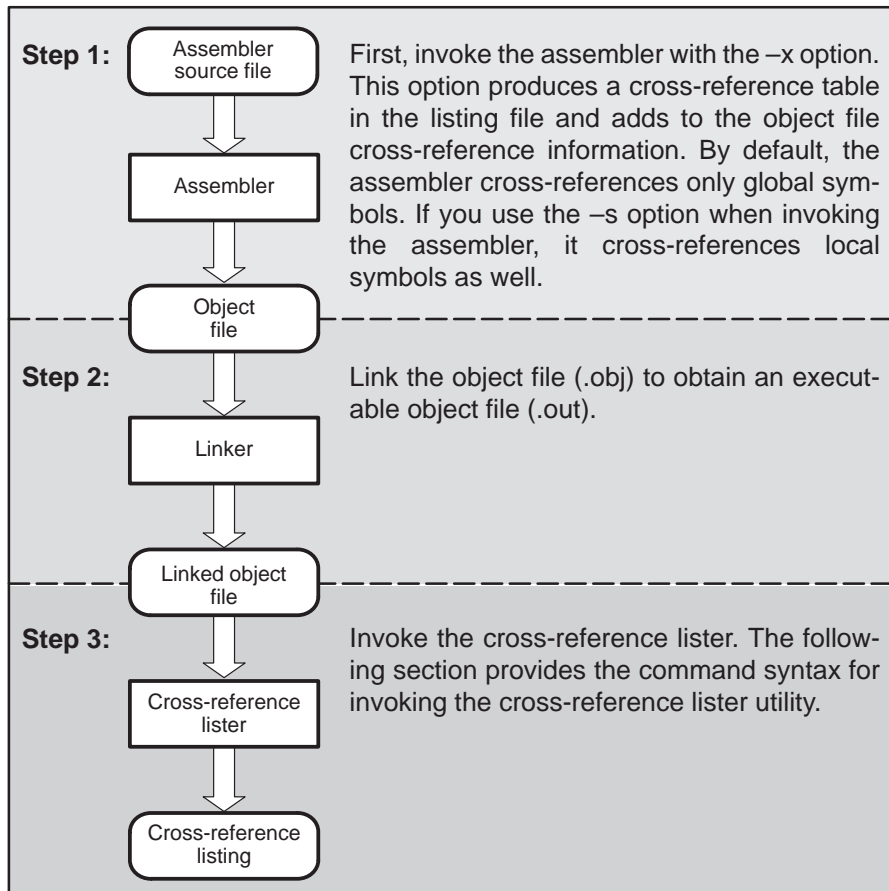 Step 1:
Assembler
source file
First, invoke the assembler with the –x option.
This option produces a cross-reference table
in the listing file and adds to the object file
cross-reference information. By default, the
assembler cross-references only global sym-
bols. If you use the –s option when invoking
the assembler, it cross-references local
symbols as well.
Assembler
Object
file
Step 2:
Link the object file (.obj) to obtain an execut-
able object file (.out).
Linker
Linked object
file
Step 3:
Invoke the cross-reference lister. The follow-
ing section provides the command syntax for
invoking the cross-reference lister utility.
Cross-reference
lister
Cross-reference
listing